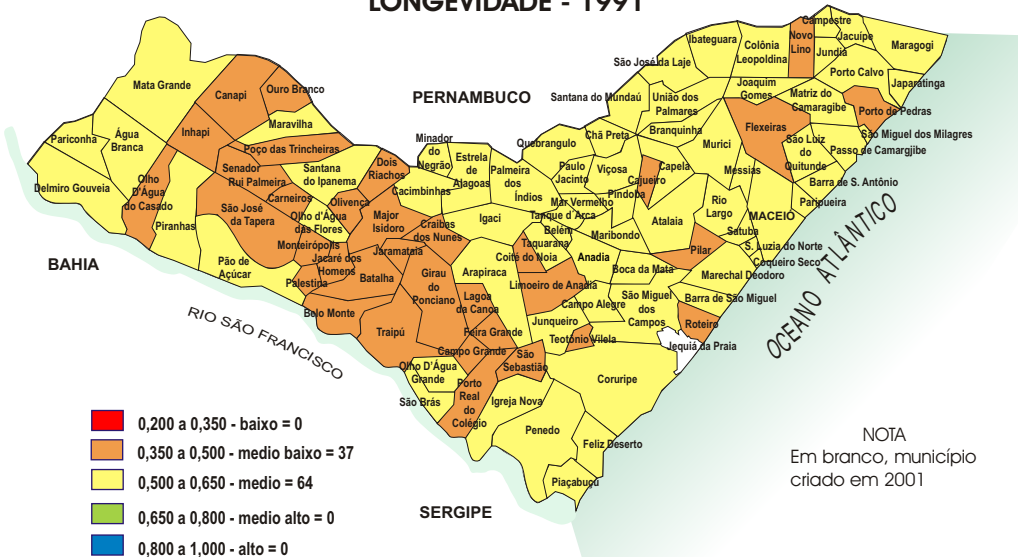 LONGEVIDADE - 1991
Campestre
Ibateguara
Colônia
Leopoldina
Novo
Lino
Jacuípe
Jundiá
Maragogi
São José da Laje
Porto Calvo
Mata Grande
Canapi
Ouro Branco
PERNAMBUCO
Santana do Mundaú
União dos
Palmares
Joaquim
Gomes
Matriz do
Camaragibe
Japaratinga
Porto de Pedras
Pariconha
Água
Branca
Inhapi
Maravilha
Poço das Trincheiras
Minador
do
Negrão
Quebrangulo
Chã Preta
Branquinha
Murici
Flexeiras
São Luiz
do
Quitunde
São Miguel dos Milagres
Passo de Camargjibe
Delmiro Gouveia
Olho
D'Água
do Casado
Senador
Rui Palmeira
Santana
do Ipanema
Dois
Riachos
Estrela
de
Alagoas
Cacimbinhas
Palmeira
dos
Índios
Paulo
Jacinto
Viçosa
Cajueiro
Capela
Messias
Barra de S. Antônio
Carneiros
Olivença
Mar Vermelho
Pindoba
Paripueira
Piranhas
São José
da Tapera
Olho d'Água
das Flores
Major
Isidoro
Craibas
dos Nunes
Igaci
Tanque d'Arca
Belém
Taquarana
Maribondo
Atalaia
Rio
Largo
MACEIÓ
Satuba
Monteirópolis
Jaramataia
Coité do Noia
Anadia
Pilar
S. Luzia do Norte
Coqueiro Seco
BAHIA
Pão de
Açúcar
Jacaré dos
Homens
Palestina
Batalha
Girau
do
Ponciano
Arapiraca
Limoeiro de Anadia
Boca da Mata
Marechal Deodoro
OCEANO ATLÂNTICO
Belo Monte
Lagoa
da Canoa
Campo Alegre
São Miguel
dos
Campos
Barra de São Miguel
RIO SÃO FRANCISCO
Traipú
Feira Grande
Junqueiro
Teotônio Vilela
Roteiro
Jequiá da Praia
Campo Grande
São
Sebastião
Olho D'Água
Grande
Porto
Real
do
Colégio
Coruripe
São Brás
Igreja Nova
Penedo
Feliz Deserto
Piaçabuçu
SERGIPE
0,200 a 0,350 - baixo = 0
0,350 a 0,500 - medio baixo = 37
0,500 a 0,650 - medio = 64
0,650 a 0,800 - medio alto = 0
0,800 a 1,000 - alto = 0
NOTA
Em branco, município
criado em 2001